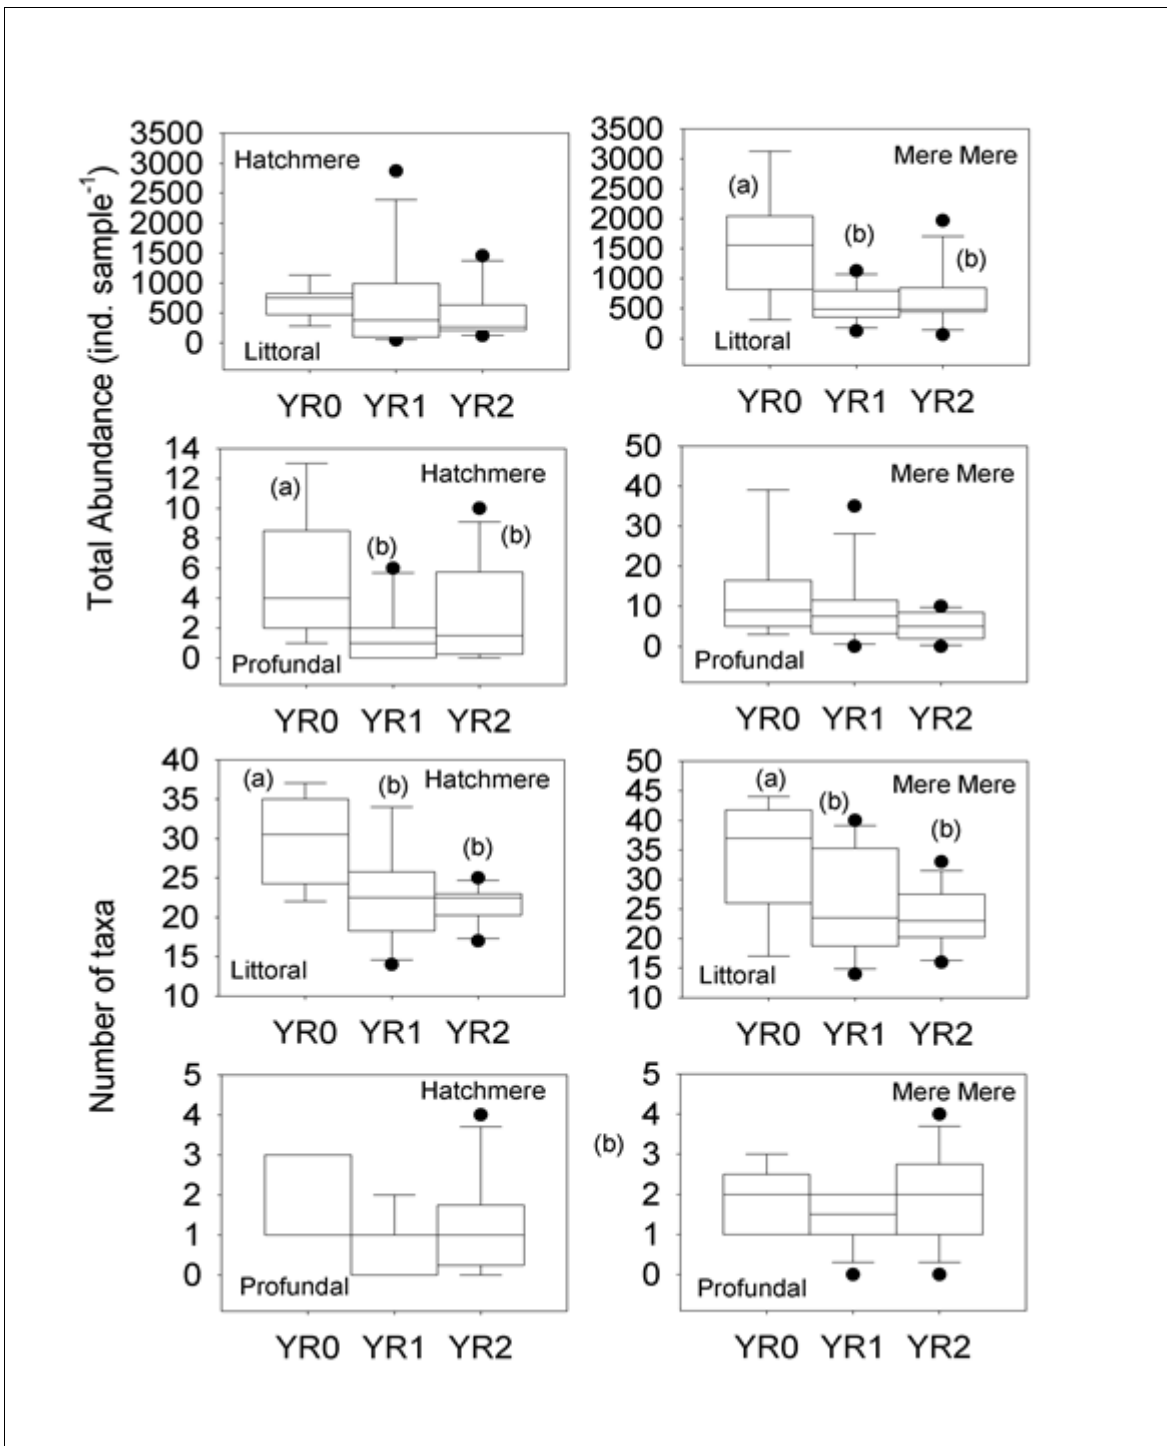 Total Abundance (ind. sample-1)
3500
3000
2500
2000
1500
1000
500
0
Hatchmere
Littoral
YR0 YR1 YR2
3500
3000
2500
2000
1500
1000
500
0
Mere Mere
(a)
(b)
(b)
Littoral
YR0 YR1 YR2
14
12
10
8
6
4
2
0
Hatchmere
(a)
(b)
(b)
Profundal
YR0 YR1 YR2
50
40
30
20
10
0
Mere Mere
Profundal
YR0 YR1 YR2
Number of taxa
40
35
30
25
20
15
10
(a)
(b)
Hatchmere
(b)
Littoral
YR0 YR1 YR2
50
45
40
35
30
25
20
15
10
(a)
Mere Mere
(b)
(b)
Littoral
YR0 YR1 YR2
5
4
3
2
1
0
Hatchmere
Profundal
YR0 YR1 YR2
(b)
5
4
3
2
1
0
Mere Mere
Profundal
YR0 YR1 YR2